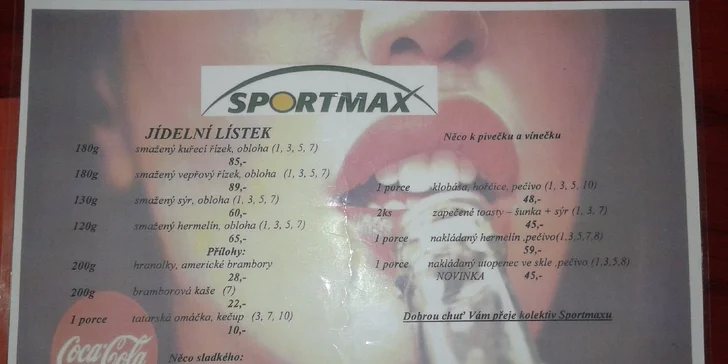 SPORTMAX
JÍDELNÍ LÍSTEK
180g smažený kuřecí řízek, obloha (1, 3, 5, 7)
85,-
180g smažený vepřový řízek, obloha (1, 3, 5, 7)
89,-
130g smažený sýr, obloha (1, 3, 5, 7)
60,-
120g smažený hermelín, obloha (1, 3, 5, 7)
65,-
Přílohy:
200g hranolky, americké brambory
28,-
200g bramborová kaše (7)
22,-
1 porce tatarská omáčka, kečup (3, 7, 10)
10,-
Něco sladkého:
Coca-Cola
Něco k pivečku a vínečku
1 porce klobása, hořčice, pečivo (1, 3, 5, 10)
48,-
2ks zapečené toasty – šunka + sýr (1, 3, 7)
45,-
1 porce nakládaný hermelín ,pečivo(1,3,5,7,8)
59,-
1 porce nakládaný utopenec ve skle ,pečivo (1,3,5,8)
NOVINKA 45,-
Dobrou chuť Vám přeje kolektiv Sportmaxu